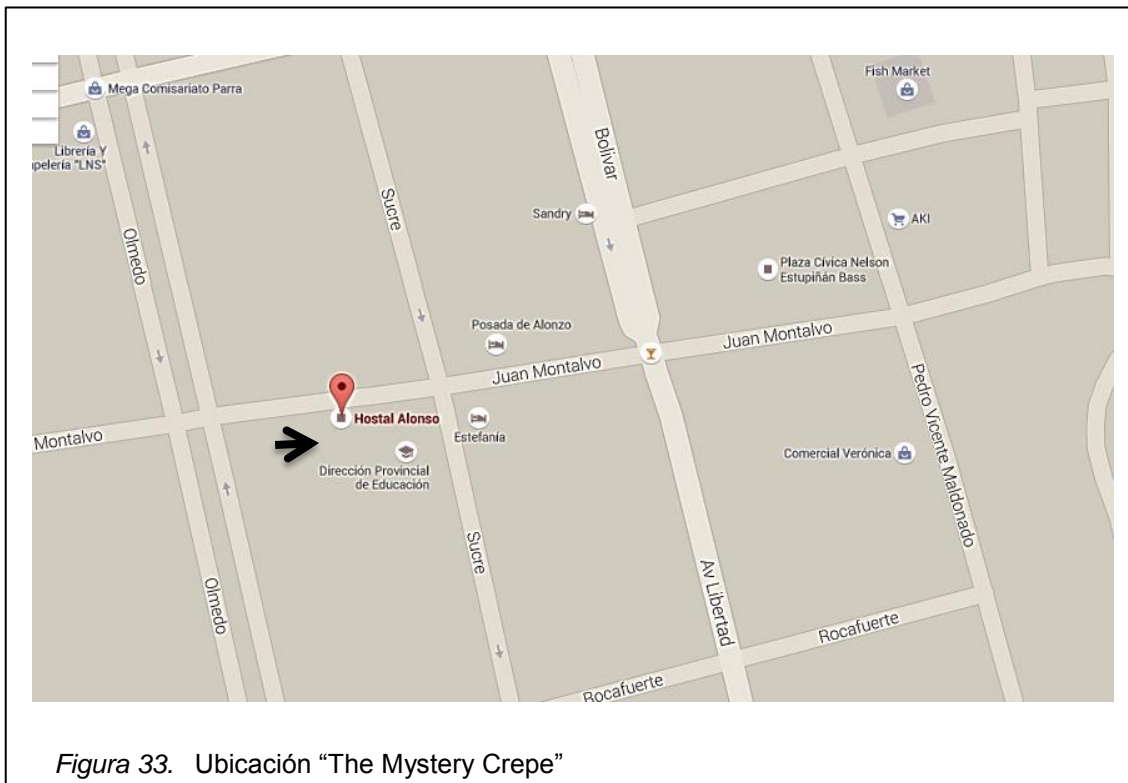 Mega Comisariato Parra
Fish Market
Librería Y
pelería "LNS"
Bolivar
Sucre
Sandry
AKI
Olmedo
Plaza Cívica Nelson
Estupiñán Bass
Posada de Alonzo
Juan Montalvo
Juan Montalvo
Pedro Vicente Maldonado
Hostal Alonso
Montalvo
Estefanía
Dirección Provincial
de Educación
Comercial Verónica
Sucre
Olmedo
Av Libertad
Rocafuerte
Rocafuerte
Figura 33. Ubicación “The Mystery Crepe”